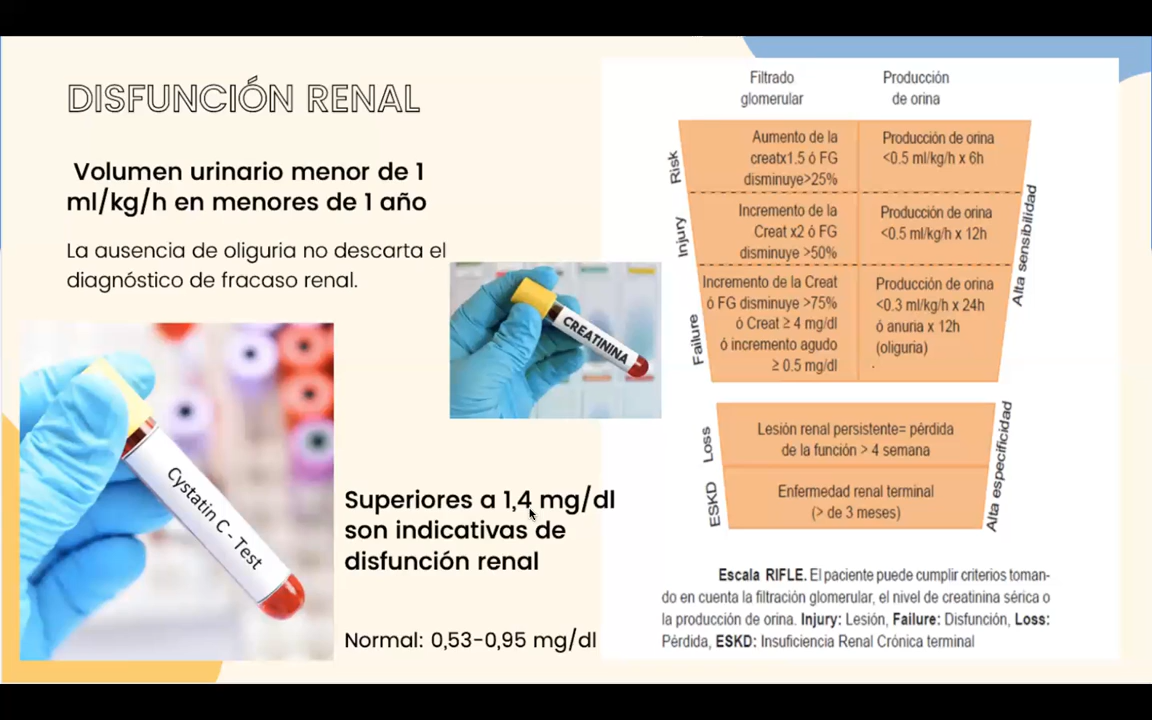 DISFUNCIÓN RENAL
Volumen urinario menor de 1
ml/kg/h en menores de 1 año
La ausencia de oliguria no descarta el
diagnóstico de fracaso renal.
CREATININA
Cystatin C - Test
Superiores a 1,4 mg/dl
son indicativas de
disfunción renal
Normal: 0,53-0,95 mg/dl
Filtrado
glomerular
Producción
de orina
Risk
Aumento de la
creatx1.5 ó FG
disminuye>25%
Producción de orina
<0.5 ml/kg/h x 6h
Injury
Incremento de la
Creat x2 ó FG
disminuye >50%
Producción de orina
<0.5 ml/kg/h x 12h
Failure
Incremento de la Creat
ó FG disminuye >75%
ó Creat ≥ 4 mg/dl
ó incremento agudo
≥ 0.5 mg/dl
Producción de orina
<0.3 ml/kg/h x 24h
ó anuria x 12h
(oliguria)
Alta sensibilidad
Loss
Lesión renal persistente= pérdida
de la función > 4 semana
ESKD
Enfermedad renal terminal
(> de 3 meses)
Alta especificidad
Escala RIFLE. El paciente puede cumplir criterios toman-
do en cuenta la filtración glomerular, el nivel de creatinina sérica o
la producción de orina. Injury: Lesión, Failure: Disfunción, Loss:
Pérdida, ESKD: Insuficiencia Renal Crónica terminal